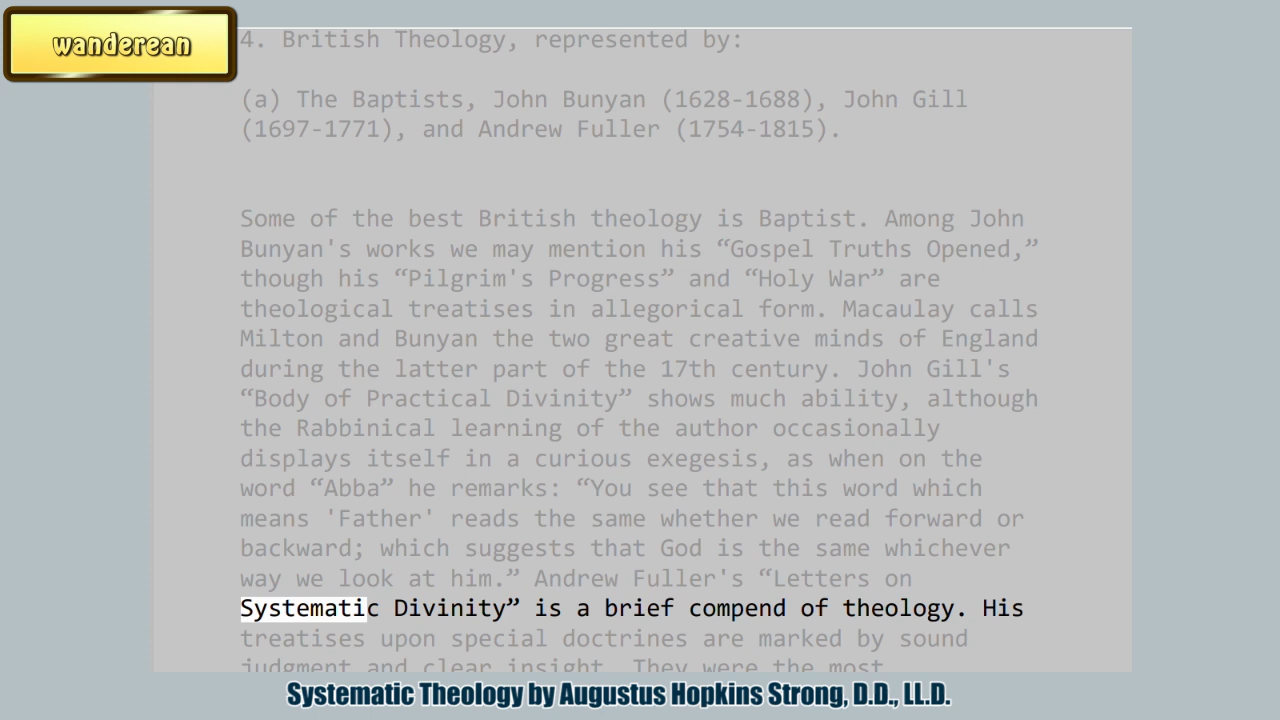 wanderean
4. British Theology, represented by:
(a) The Baptists, John Bunyan (1628-1688), John Gill
(1697-1771), and Andrew Fuller (1754-1815).
Some of the best British theology is Baptist. Among John
Bunyan's works we may mention his “Gospel Truths Opened,”
though his “Pilgrim's Progress” and “Holy War” are
theological treatises in allegorical form. Macaulay calls
Milton and Bunyan the two great creative minds of England
during the latter part of the 17th century. John Gill's
“Body of Practical Divinity” shows much ability, although
the Rabbinical learning of the author occasionally
displays itself in a curious exegesis, as when on the
word “Abba” he remarks: “You see that this word which
means 'Father' reads the same whether we read forward or
backward; which suggests that God is the same whichever
way we look at him.” Andrew Fuller's “Letters on
Systematic Divinity” is a brief compend of theology. His
treatises upon special doctrines are marked by sound
judgment and clear insight. They were the most
Systematic Theology by Augustus Hopkins Strong, D.D., LL.D.